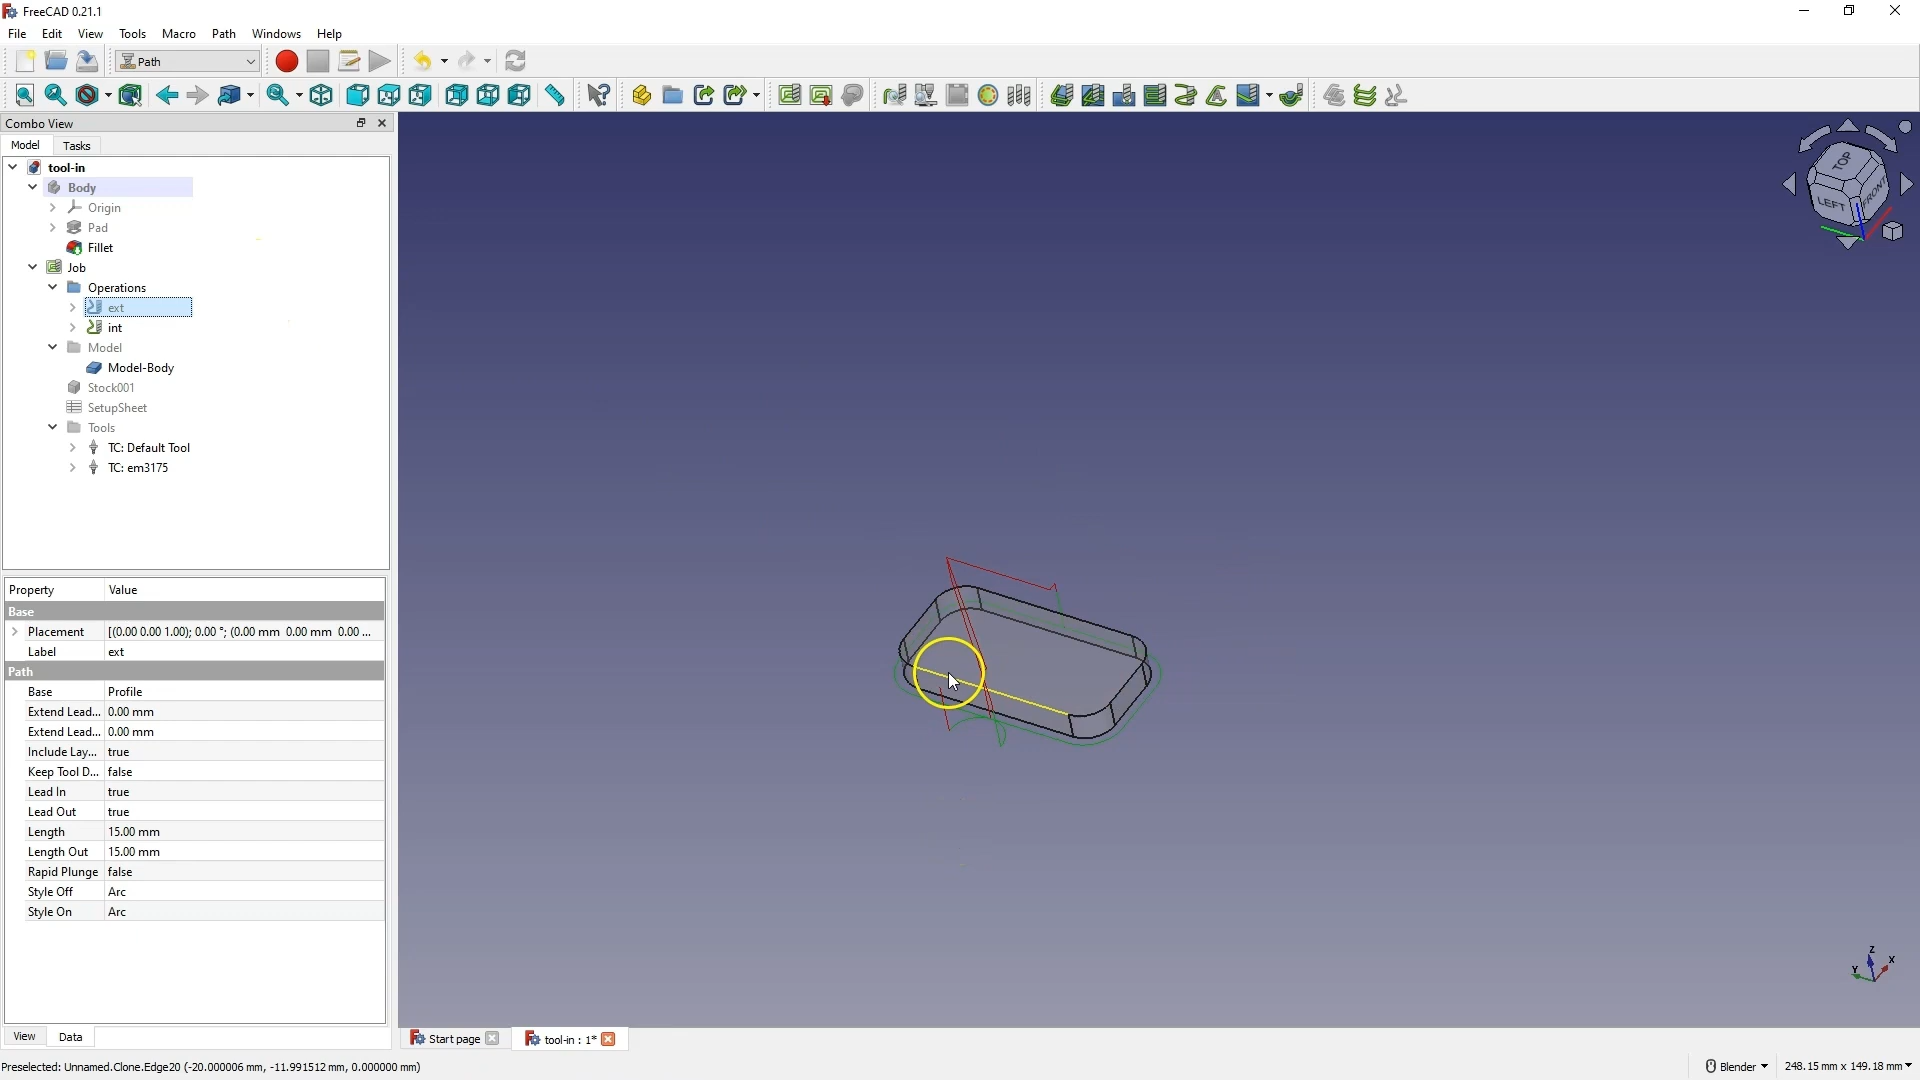 FreeCAD 0.21.1
File Edit View Tools Macro Path Windows Help
Path
Combo View
Model Tasks
tool-in
Body
Origin
Pad
Fillet
Job
Operations
ext
int
Model
Model-Body
Stock001
SetupSheet
Tools
TC: Default Tool
TC: em3175
TOP
LEFT FRONT
Property Value
Base
Placement [(0.00 0.00 1.00); 0.00 °; (0.00 mm 0.00 mm 0.00 ...
Label ext
Path
Base Profile
Extend Lead... 0.00 mm
Extend Lead... 0.00 mm
Include Lay... true
Keep Tool D... false
Lead In true
Lead Out true
Length 15.00 mm
Length Out 15.00 mm
Rapid Plunge false
Style Off Arc
Style On Arc
Z
Y X
View Data
Start page tool-in : 1*
Preselected: Unnamed.Clone.Edge20 (-20.000006 mm, -11.991512 mm, 0.000000 mm)
Blender 248.15 mm x 149.18 mm